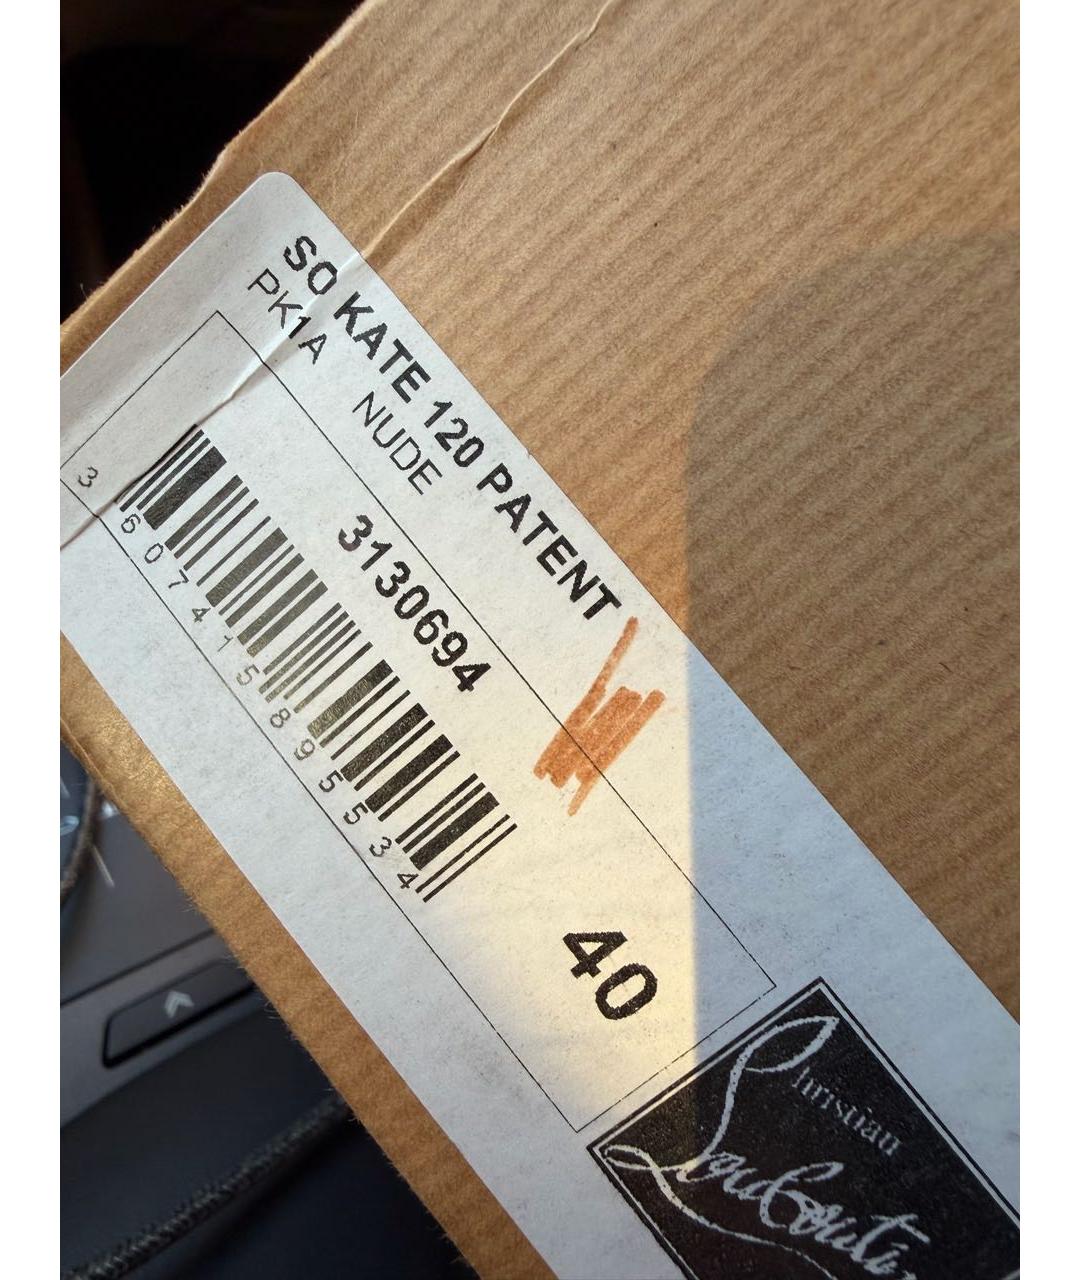 SO KATE 120 PATENT
PK1A NUDE
3130694
3 607415 895534
40
Christian
Louboutin